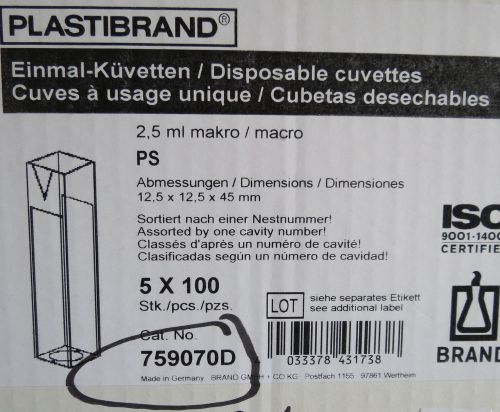 PLASTIBRAND®
Einmal-Küvetten / Disposable cuvettes
Cuves à usage unique / Cubetas desechables
2,5 ml makro / macro
PS
Abmessungen / Dimensions / Dimensiones
12,5 x 12,5 x 45 mm
Sortiert nach einer Nestnummer!
Assorted by one cavity number!
Classés d'après un numéro de cavité!
Clasificadas según un número de cavidad!
5 X 100
Stk./pcs./pzs.
LOT
siehe separates Etikett
see additional label
Cat. No.
759070D
4 033378 431738
Made in Germany BRAND GMBH + CO KG Postfach 1155 97861 Wertheim
ISO
9001-1400
CERTIFIE
BRAND